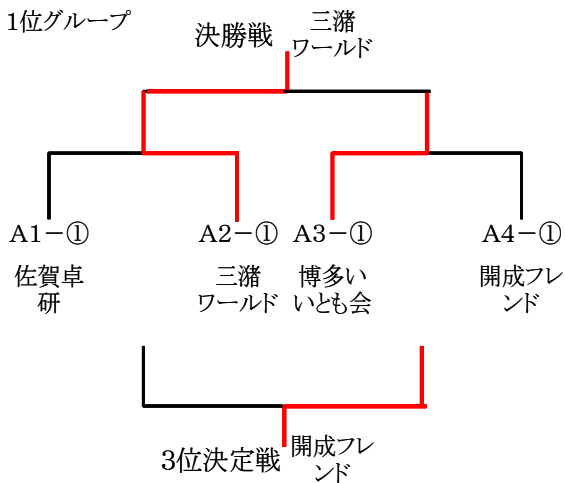 1位グループ
決勝戦
三潴
ワールド
A1－①
A2－①
A3－①
A4－①
佐賀卓
研
三潴
ワールド
博多い
いとも会
開成フレ
ンド
3位決定戦
開成フレ
ンド